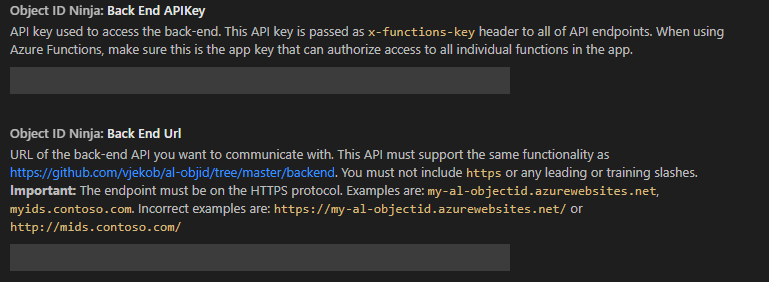 Object ID Ninja: Back End APIKey
API key used to access the back-end. This API key is passed as x-functions-key header to all of API endpoints. When using
Azure Functions, make sure this is the app key that can authorize access to all individual functions in the app.
Object ID Ninja: Back End Url
URL of the back-end API you want to communicate with. This API must support the same functionality as
https://github.com/vjekob/al-objid/tree/master/backend. You must not include https or any leading or training slashes.
Important: The endpoint must be on the HTTPS protocol. Examples are: my-al-objectid.azurewebsites.net,
myids.contoso.com. Incorrect examples are: https://my-al-objectid.azurewebsites.net/ or
http://mids.contoso.com/